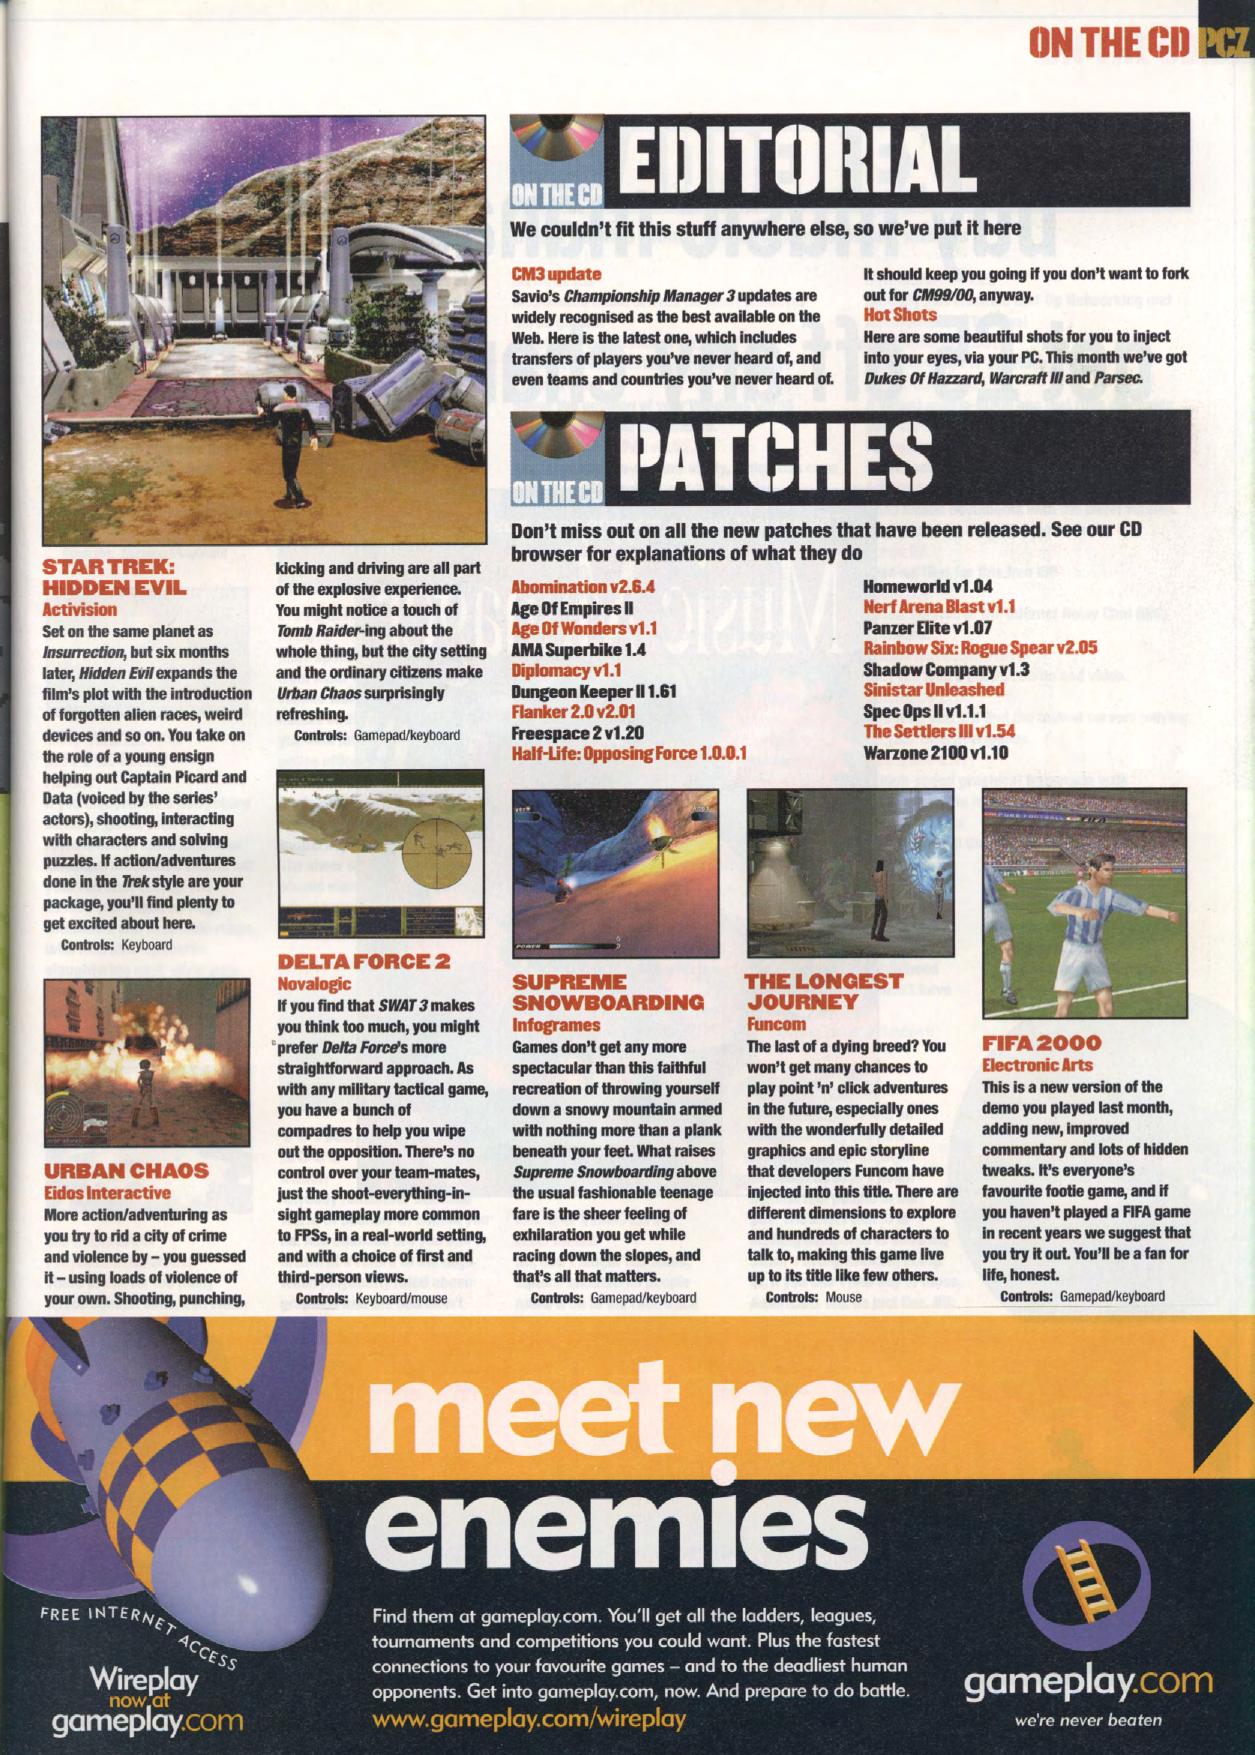 ON THE CD PCZ
STAR TREK:
HIDDEN EVIL
Activision
Set on the same planet as
Insurrection, but six months
later, Hidden Evil expands the
film's plot with the introduction
of forgotten alien races, weird
devices and so on. You take on
the role of a young ensign
helping out Captain Picard and
Data (voiced by the series'
actors), shooting, interacting
with characters and solving
puzzles. If action/adventures
done in the Trek style are your
package, you'll find plenty to
get excited about here.
Controls: Keyboard
URBAN CHAOS
Eidos Interactive
More action/adventuring as
you try to rid a city of crime
and violence by – you guessed
it – using loads of violence of
your own. Shooting, punching,
kicking and driving are all part
of the explosive experience.
You might notice a touch of
Tomb Raider-ing about the
whole thing, but the city setting
and the ordinary citizens make
Urban Chaos surprisingly
refreshing.
Controls: Gamepad/keyboard
DELTA FORCE 2
Novalogic
If you find that SWAT 3 makes
you think too much, you might
prefer Delta Force's more
straightforward approach. As
with any military tactical game,
you have a bunch of
compadres to help you wipe
out the opposition. There's no
control over your team-mates,
just the shoot-everything-in-
sight gameplay more common
to FPSs, in a real-world setting,
and with a choice of first and
third-person views.
Controls: Keyboard/mouse
ON THE CD
EDITORIAL
We couldn't fit this stuff anywhere else, so we've put it here
CM3 update
Savio's Championship Manager 3 updates are
widely recognised as the best available on the
Web. Here is the latest one, which includes
transfers of players you've never heard of, and
even teams and countries you've never heard of.
It should keep you going if you don't want to fork
out for CM99/00, anyway.
Hot Shots
Here are some beautiful shots for you to inject
into your eyes, via your PC. This month we've got
Dukes Of Hazzard, Warcraft III and Parsec.
ON THE CD
PATCHES
Don't miss out on all the new patches that have been released. See our CD
browser for explanations of what they do
Abomination v2.6.4
Age Of Empires II
Age Of Wonders v1.1
AMA Superbike 1.4
Diplomacy v1.1
Dungeon Keeper II 1.61
Flanker 2.0 v2.01
Freespace 2 v1.20
Half-Life: Opposing Force 1.0.0.1
Homeworld v1.04
Nerf Arena Blast v1.1
Panzer Elite v1.07
Rainbow Six: Rogue Spear v2.05
Shadow Company v1.3
Sinistar Unleashed
Spec Ops II v1.1.1
The Settlers III v1.54
Warzone 2100 v1.10
POWER
SUPREME
SNOWBOARDING
Infogrames
Games don't get any more
spectacular than this faithful
recreation of throwing yourself
down a snowy mountain armed
with nothing more than a plank
beneath your feet. What raises
Supreme Snowboarding above
the usual fashionable teenage
fare is the sheer feeling of
exhilaration you get while
racing down the slopes, and
that's all that matters.
Controls: Gamepad/keyboard
THE LONGEST
JOURNEY
Funcom
The last of a dying breed? You
won't get many chances to
play point 'n' click adventures
in the future, especially ones
with the wonderfully detailed
graphics and epic storyline
that developers Funcom have
injected into this title. There are
different dimensions to explore
and hundreds of characters to
talk to, making this game live
up to its title like few others.
Controls: Mouse
FIFA 2000
Electronic Arts
This is a new version of the
demo you played last month,
adding new, improved
commentary and lots of hidden
tweaks. It's everyone's
favourite footie game, and if
you haven't played a FIFA game
in recent years we suggest that
you try it out. You'll be a fan for
life, honest.
Controls: Gamepad/keyboard
meet new
enemies
FREE INTERNET ACCESS
Wireplay
now at
gameplay.com
Find them at gameplay.com. You'll get all the ladders, leagues,
tournaments and competitions you could want. Plus the fastest
connections to your favourite games – and to the deadliest human
opponents. Get into gameplay.com, now. And prepare to do battle.
www.gameplay.com/wireplay
gameplay.com
we're never beaten